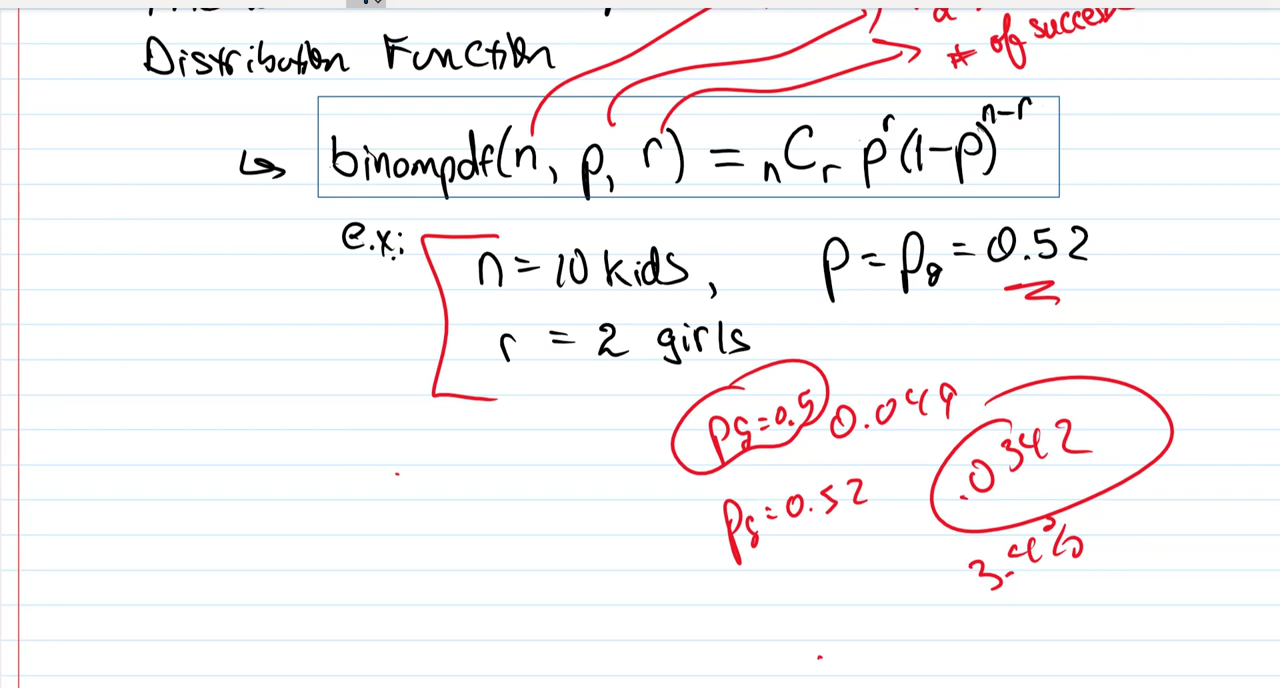 of success
Distribution Function
↳ binompdf(n, p, r) = nCr p^r (1-p)^n-r
e.x: n = 10 kids, p = pg = 0.52
r = 2 girls
pg = 0.5 0.044
.0342
pg = 0.52
3.4%